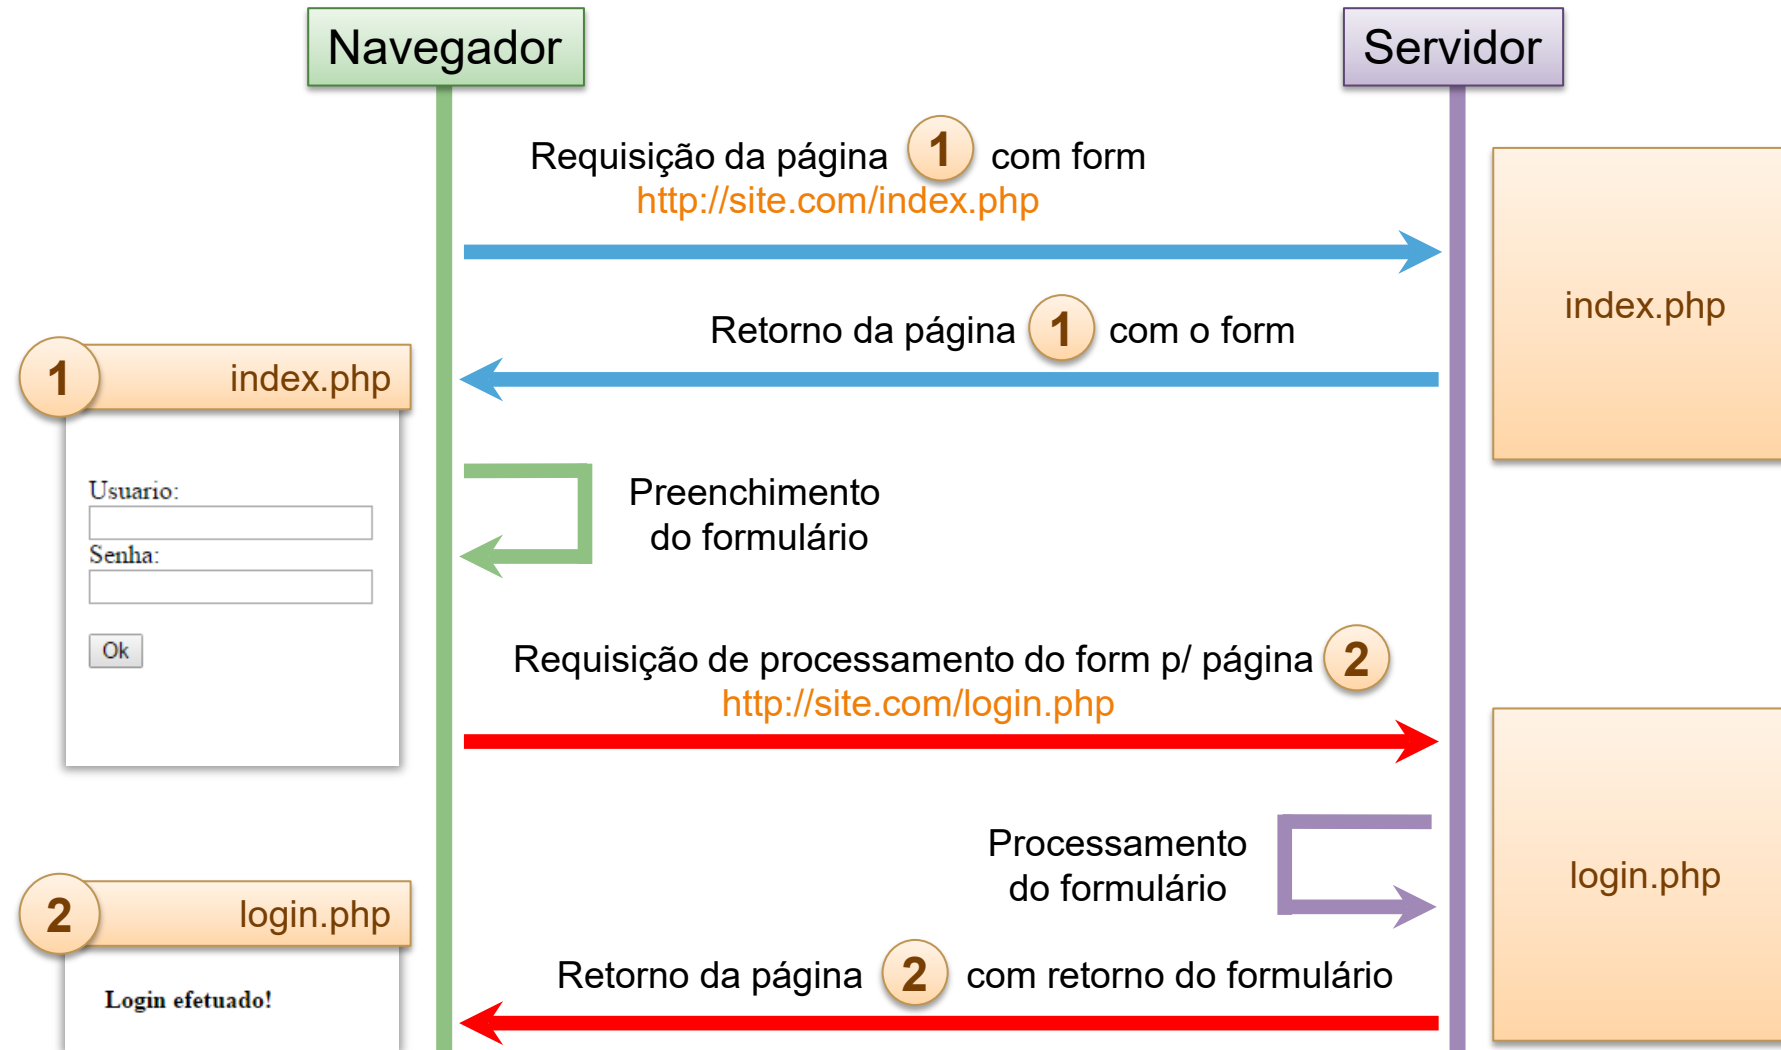 Navegador
Servidor
Requisição da página 1 com form
http://site.com/index.php
index.php
Retorno da página 1 com o form
1 index.php
Usuario:
Senha:
Ok
Preenchimento
do formulário
Requisição de processamento do form p/ página 2
http://site.com/login.php
Processamento
do formulário
login.php
2 login.php
Login efetuado!
Retorno da página 2 com retorno do formulário